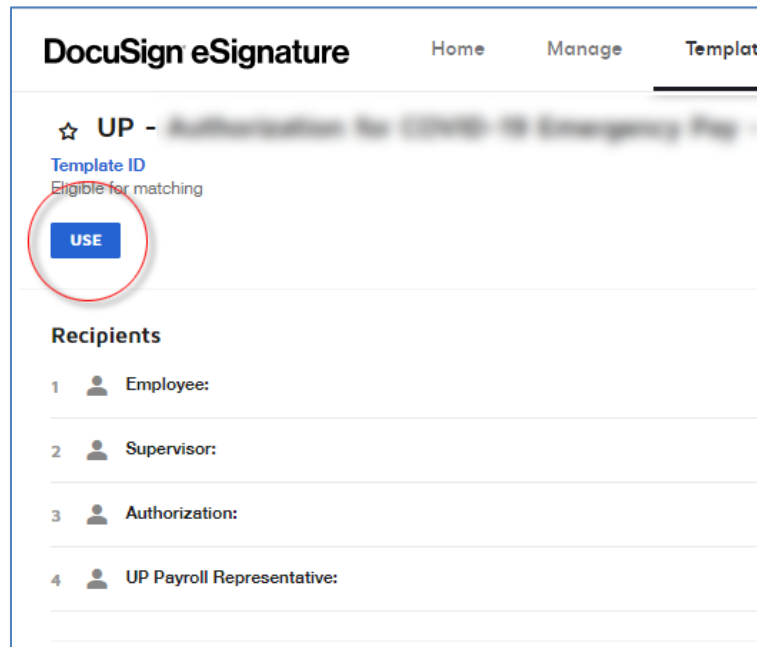 DocuSign eSignature Home Manage Templat
UP -
Template ID
Eligible for matching
USE
Recipients
1 Employee:
2 Supervisor:
3 Authorization:
4 UP Payroll Representative: